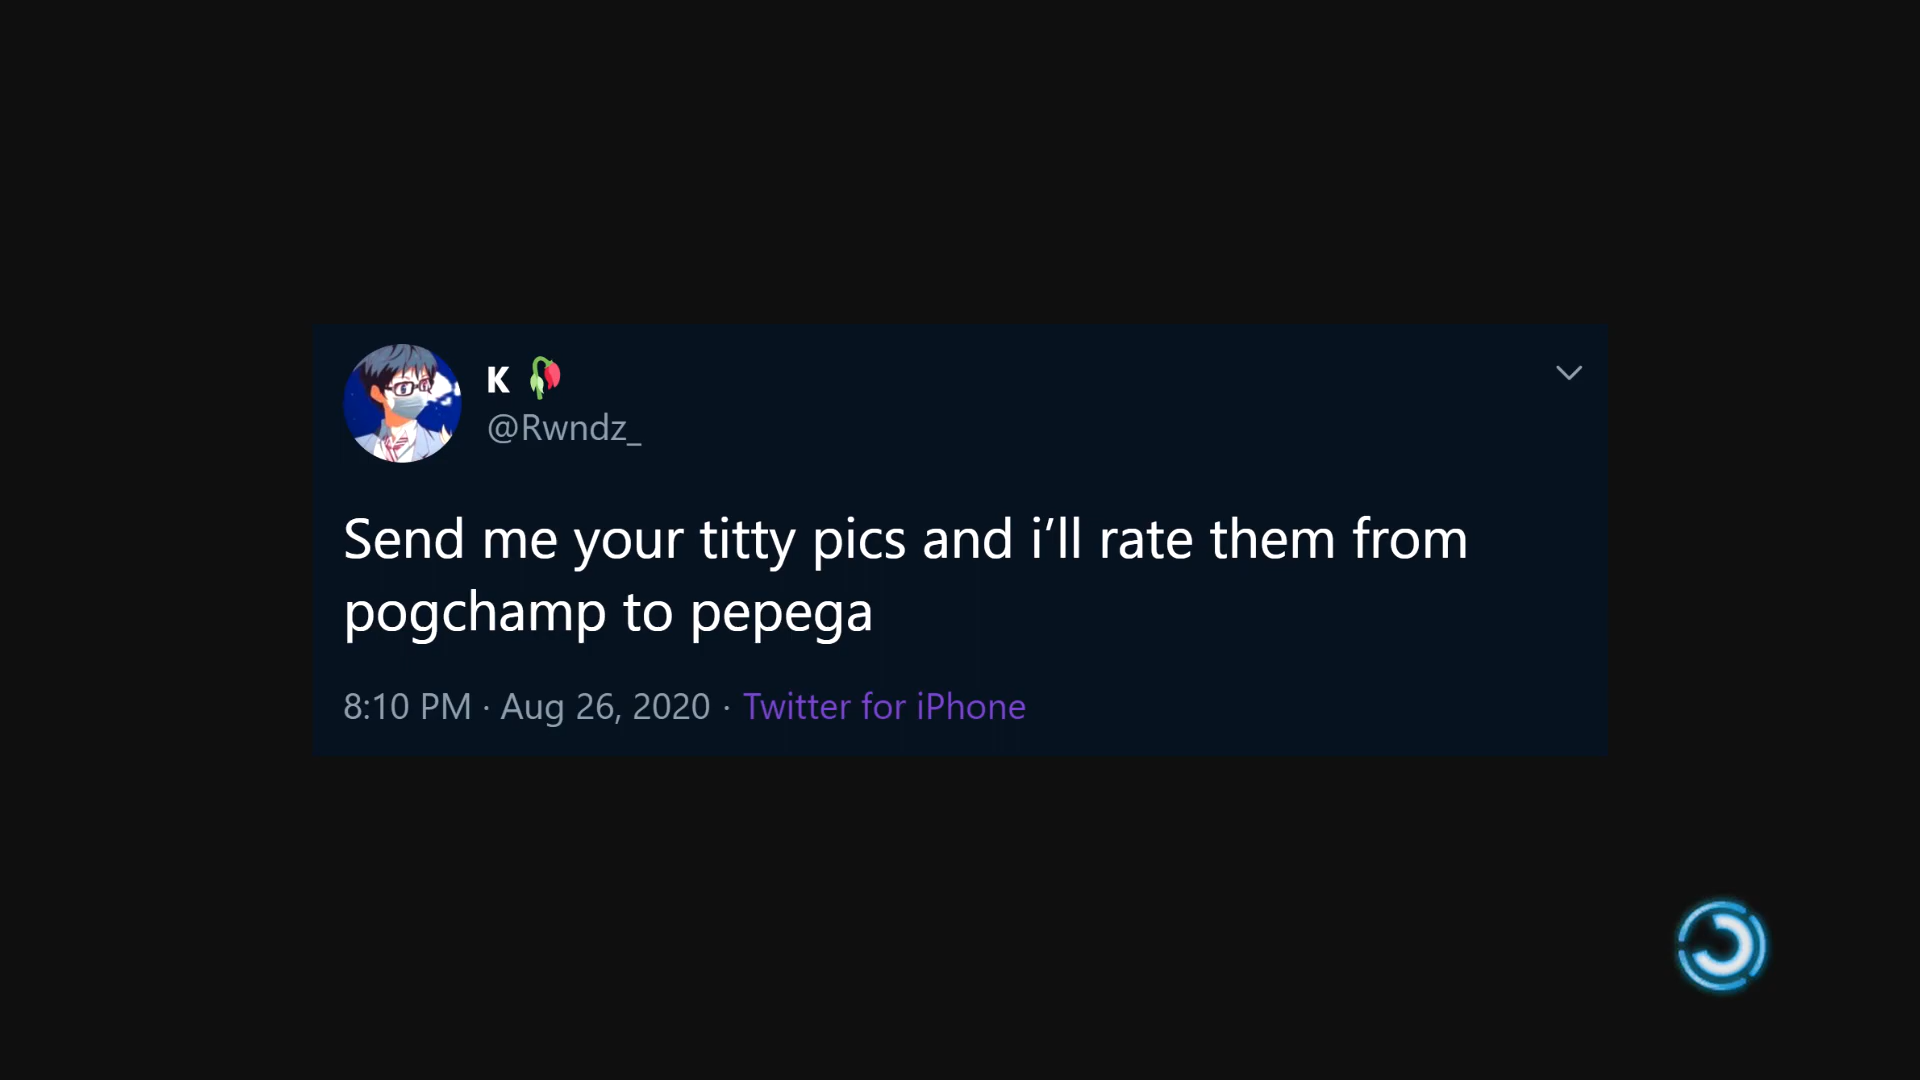 K 🥀
@Rwndz_
Send me your titty pics and i’ll rate them from
pogchamp to pepega
8:10 PM · Aug 26, 2020 · Twitter for iPhone